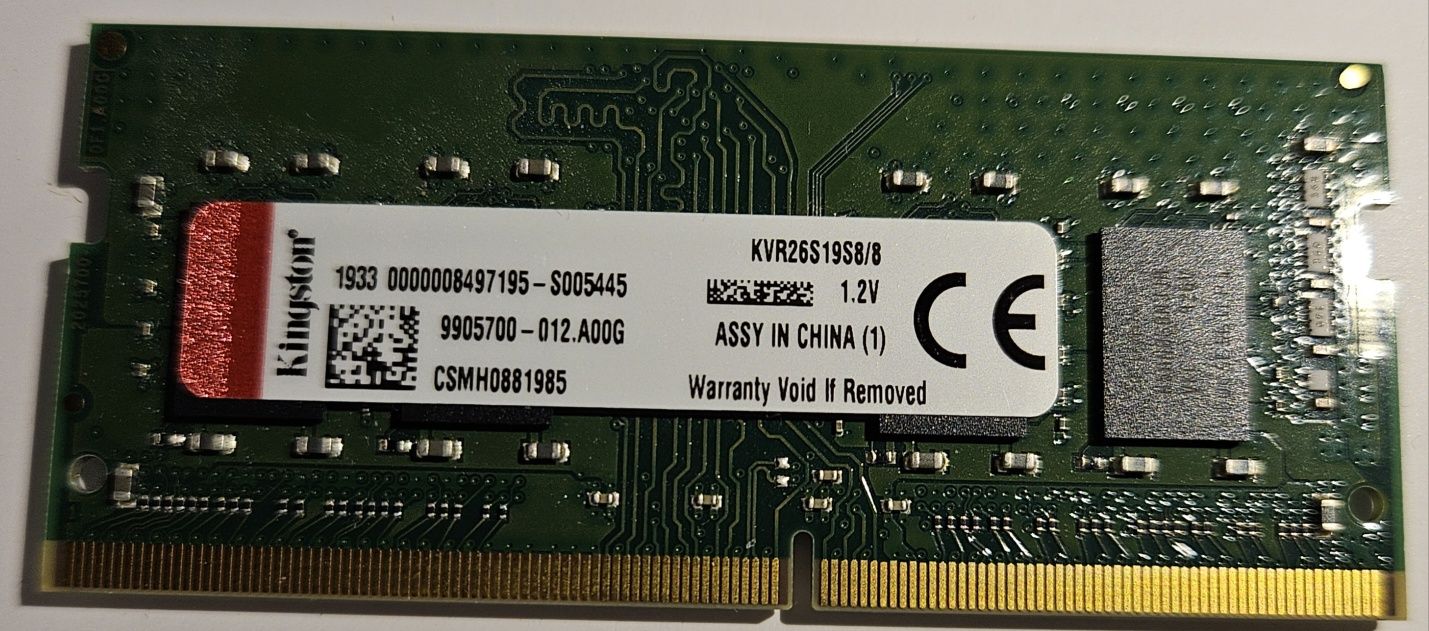 Kingston
1933 0000008497195-S005445
9905700-012.A00G
CSMH0881985
KVR26S19S8/8
1.2V
ASSY IN CHINA (1)
Warranty Void If Removed
CE